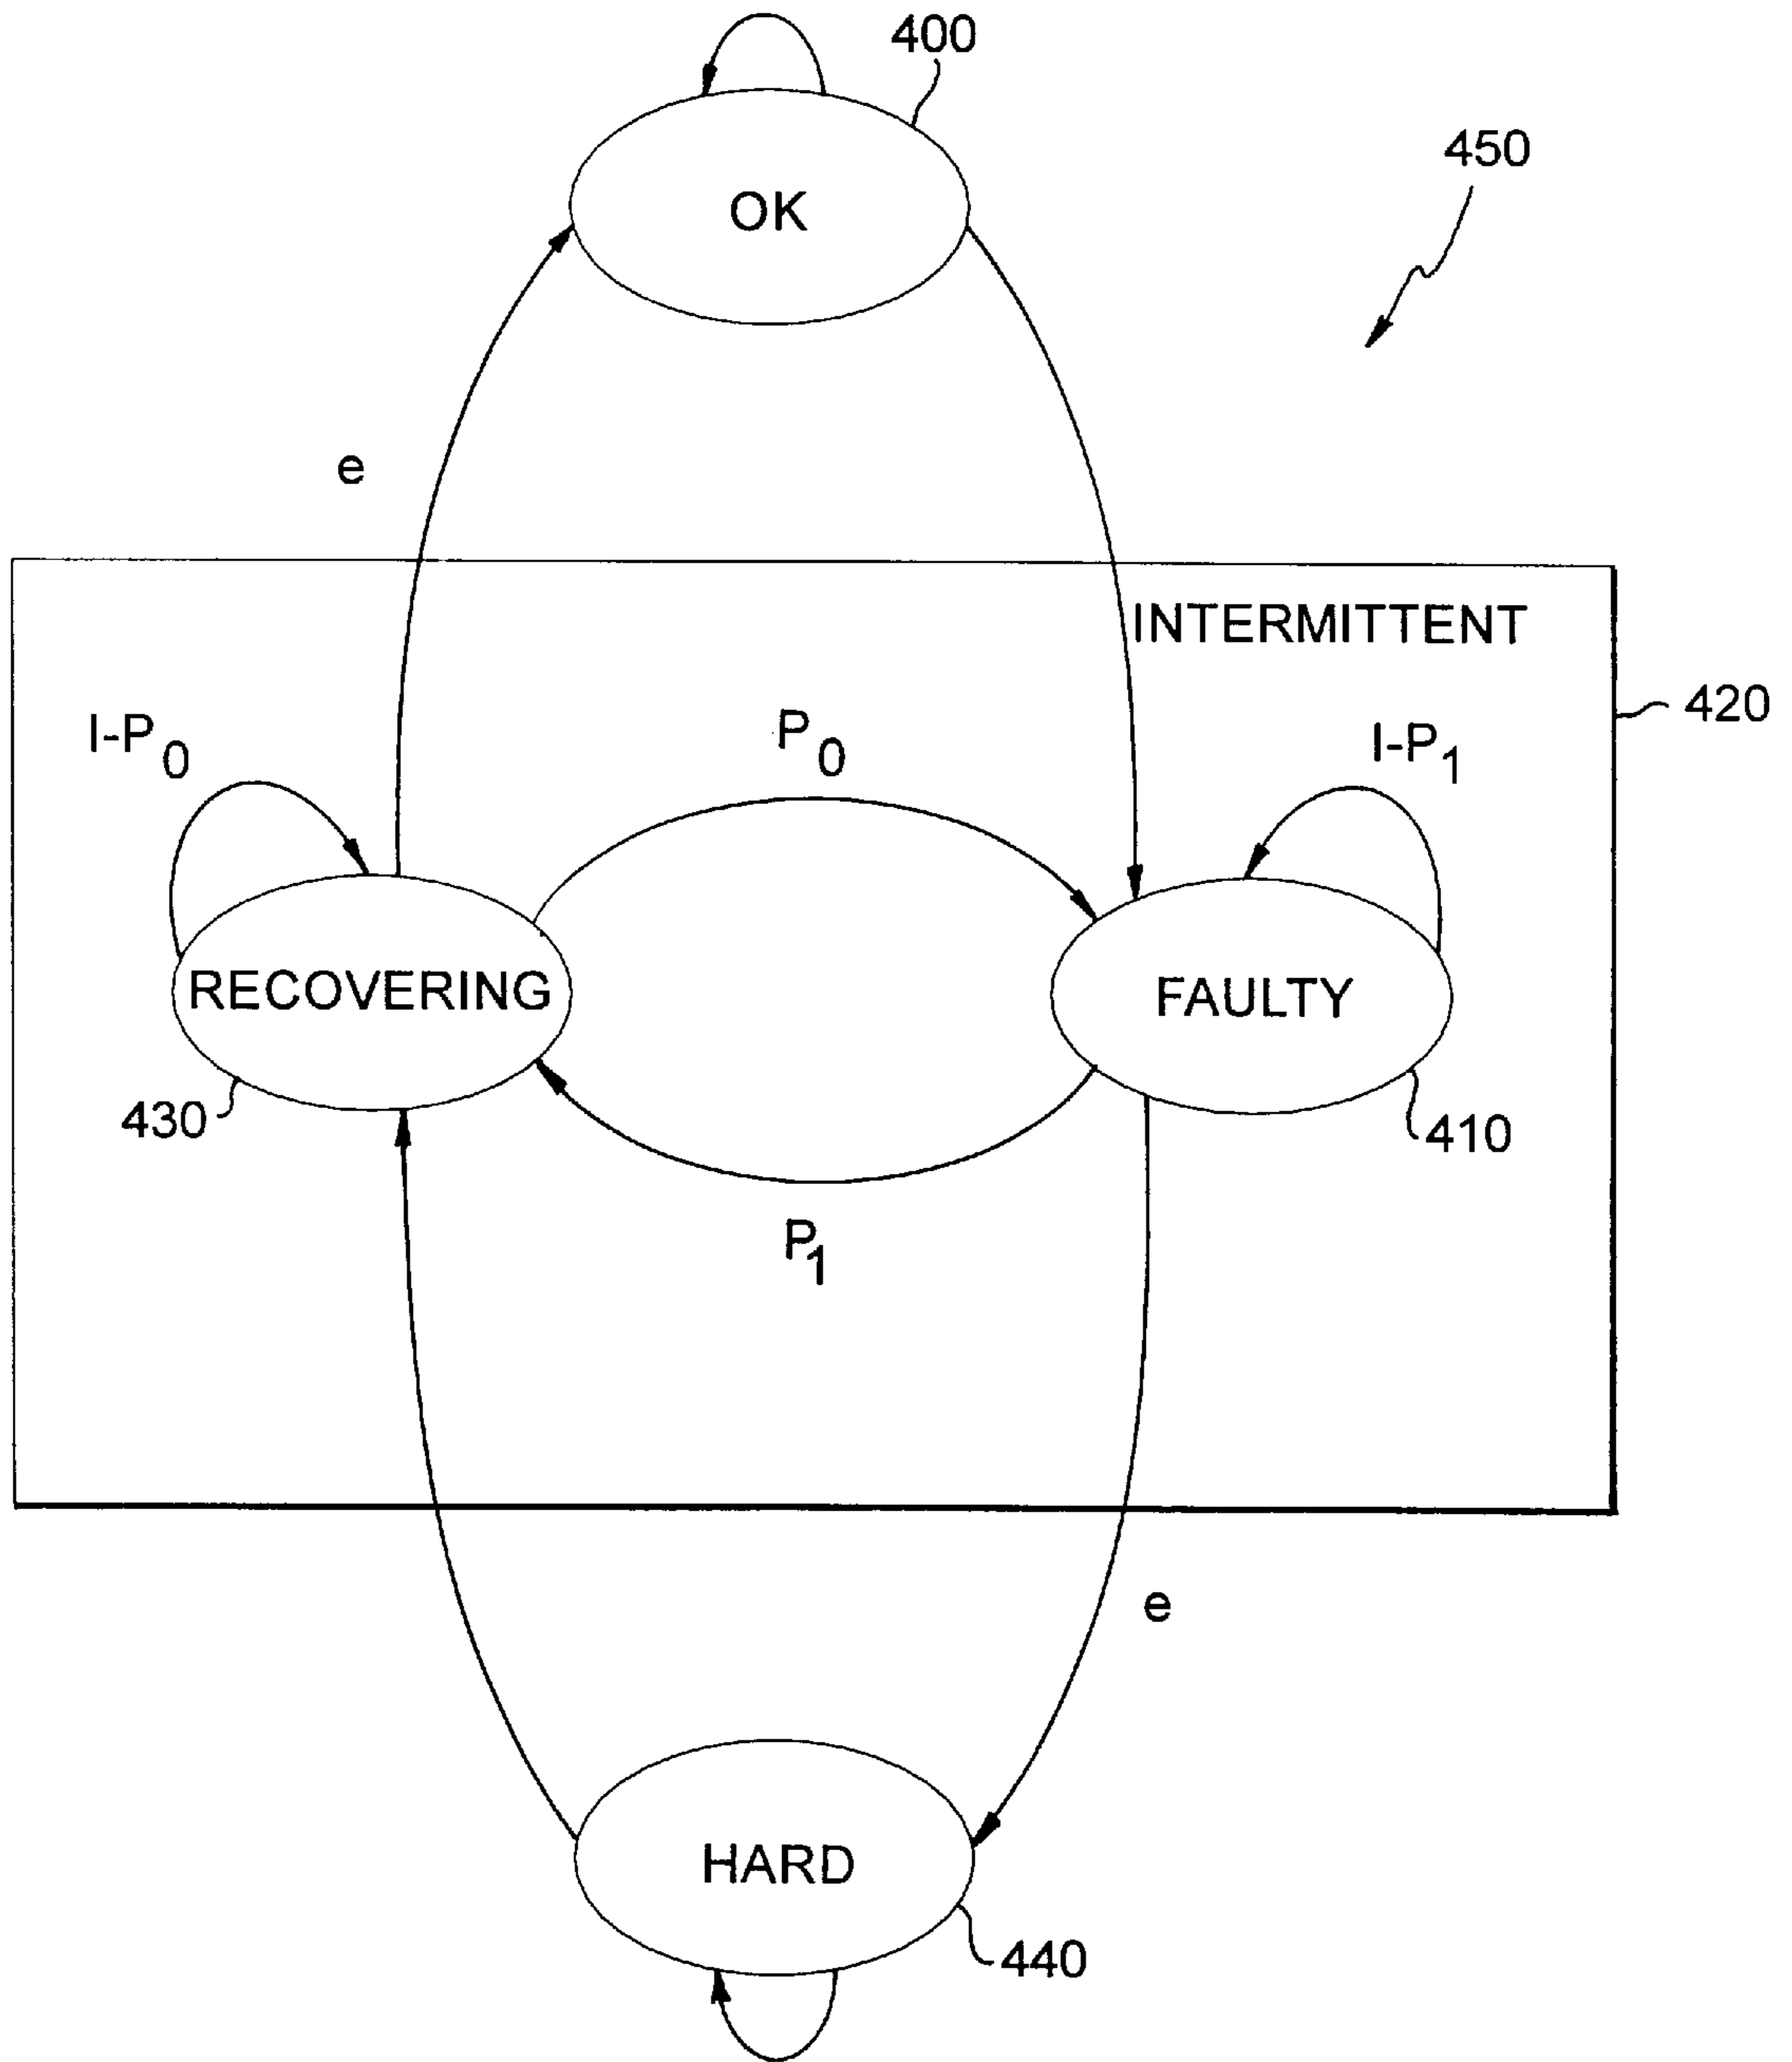 400
450
OK
e
INTERMITTENT
420
I-P0
P0
I-P1
RECOVERING
FAULTY
430
410
P1
e
HARD
440